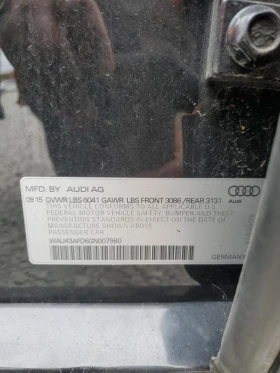 MFD. BY AUDI AG
09.15 GVWR LBS 6041 GAWR LBS FRONT 3086 /REAR 3131
THIS VEHICLE CONFORMS TO ALL APPLICABLE U.S.
FEDERAL MOTOR VEHICLE SAFETY, BUMPER AND THEFT
PREVENTION STANDARDS IN EFFECT ON THE DATE OF
MANUFACTURE SHOWN ABOVE.
PASSENGER CAR
Audi
WAU43AFD6GN007960
GERMANY